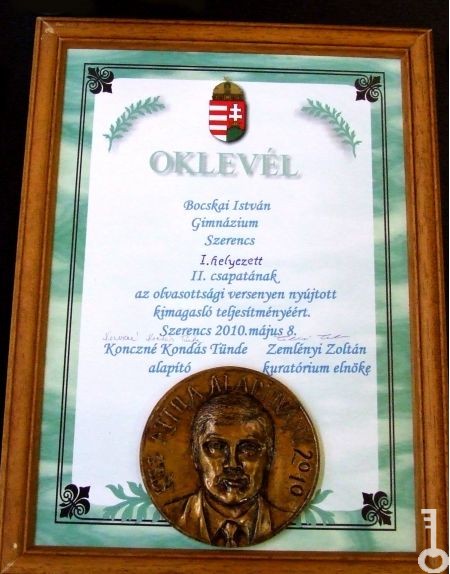 OKLEVÉL
Bocskai István
Gimnázium
Szerencs
I. helyezett
II. csapatának
az olvasottsági versenyen nyújtott
kimagasló teljesítményéért.
Szerencs 2010.május 8.
Konczné Kondás Tünde Zemlényi Zoltán
alapító kuratórium elnöke
2010